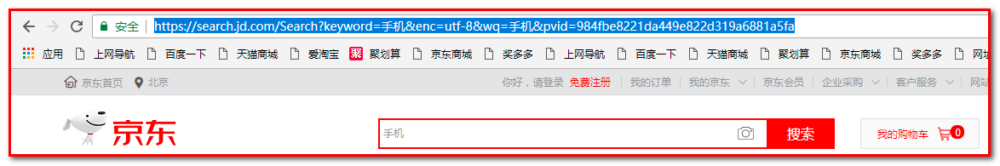 安全 https://search.jd.com/Search?keyword=手机&enc=utf-8&wq=手机&pvid=984fbe8221da449e822d319a6881a5fa
应用 上网导航 百度一下 天猫商城 爱淘宝 聚 聚划算 京东商城 奖多多 上网导航 百度一下 天猫商城 聚划算 京东商城 奖多多 网址
京东首页 北京 你好，请登录 免费注册 我的订单 我的京东 京东会员 企业采购 客户服务 网站
京东 手机 搜索 我的购物车 0